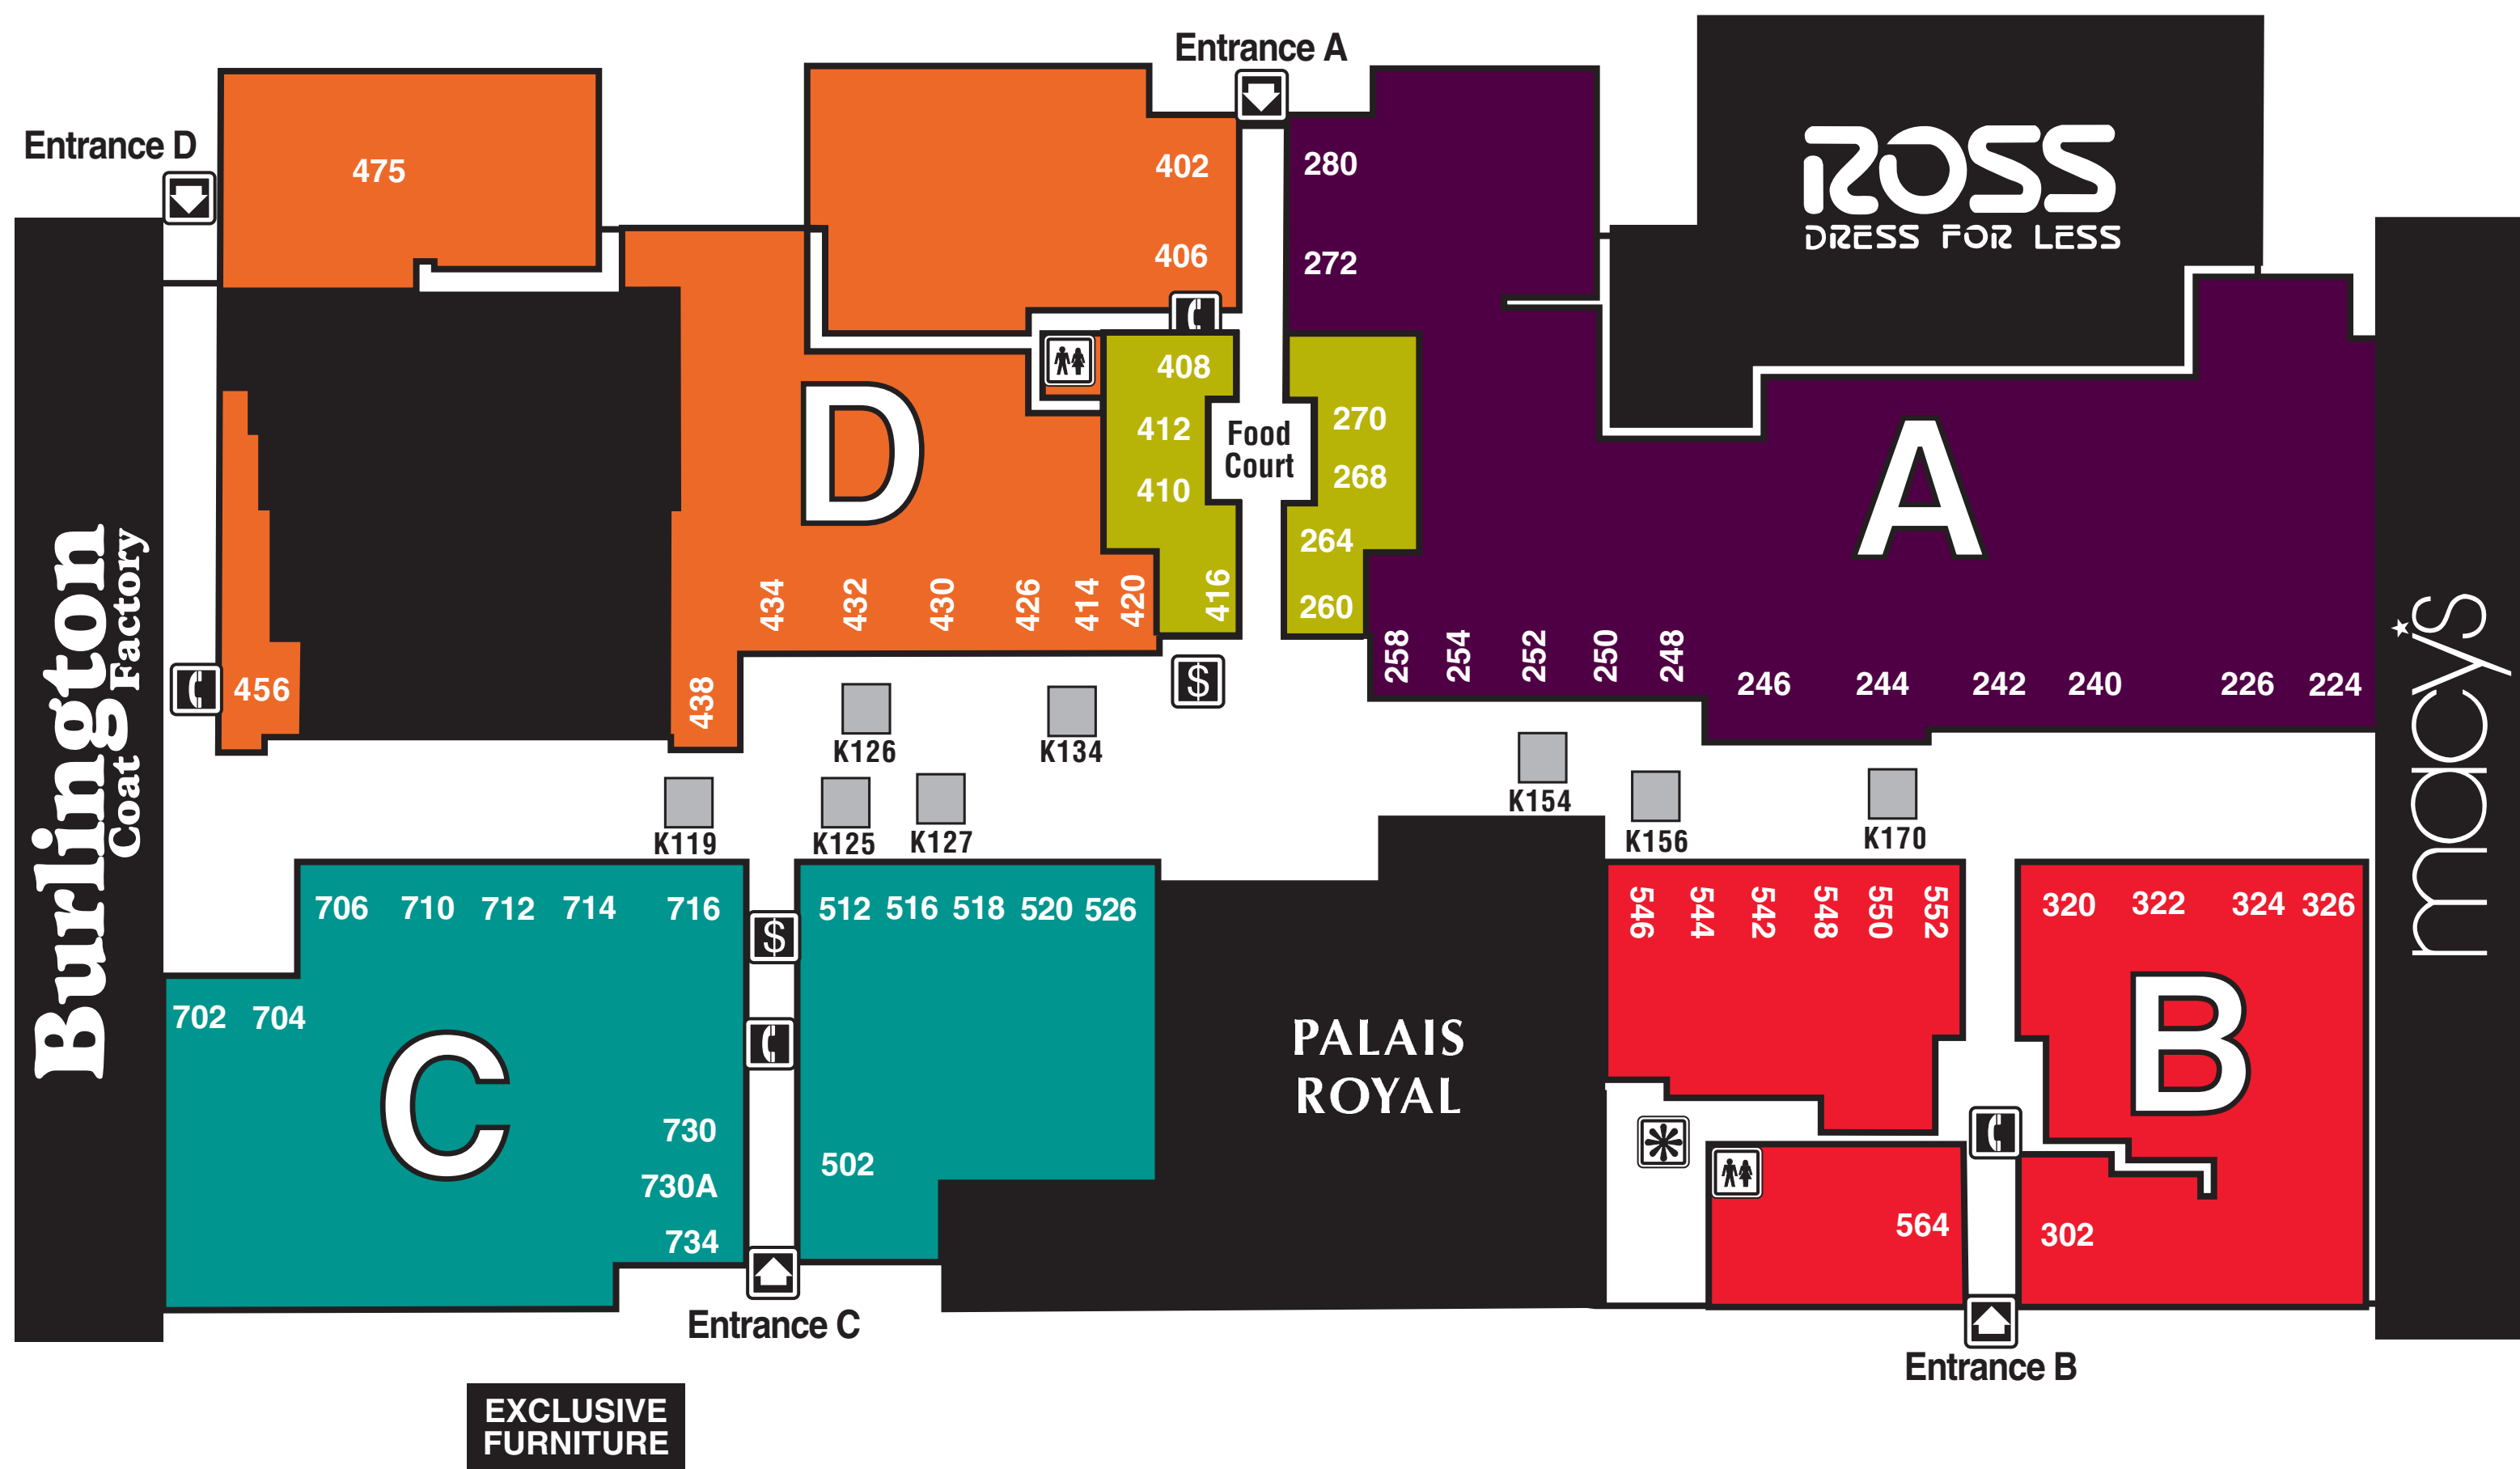 Entrance A
Entrance D
475
402
280
ROSS
DRESS FOR LESS
406
272
408
D
412
Food
Court
270
A
410
268
264
434
432
430
426
414
420
416
260
258
254
252
250
248
456
438
$
246
244
242
240
226
224
Burlington
Coat Factory
macy's
K126
K134
K154
K119
K125
K127
K156
K170
706
710
712
714
716
512
516
518
520
526
546
544
542
548
550
552
320
322
324
326
$
702
704
C
PALAIS
ROYAL
B
730
502
730A
734
564
302
Entrance C
Entrance B
EXCLUSIVE
FURNITURE